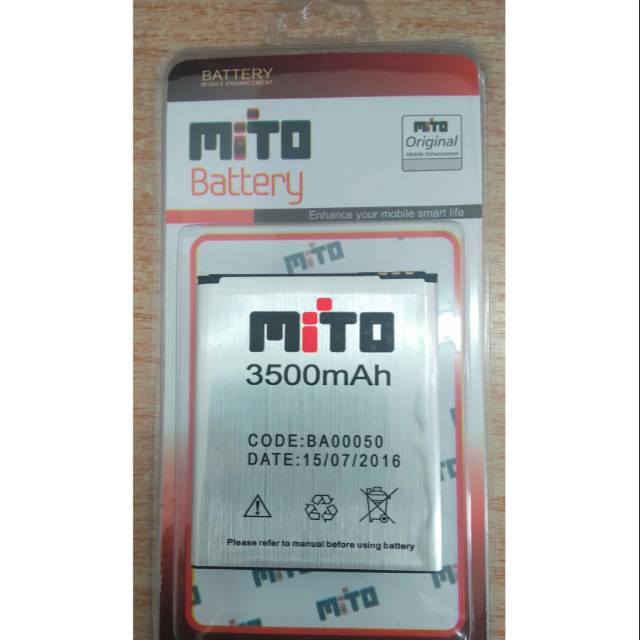 BATTERY
MOBILE ENHANCEMENT
MiTO
Battery
MiTO
Original
Mobile Enhancement
Enhance your mobile smart life
MiTO
MiTO
3500mAh
CODE:BA00050
DATE:15/07/2016
Please refer to manual before using battery
MiTO
MiTO